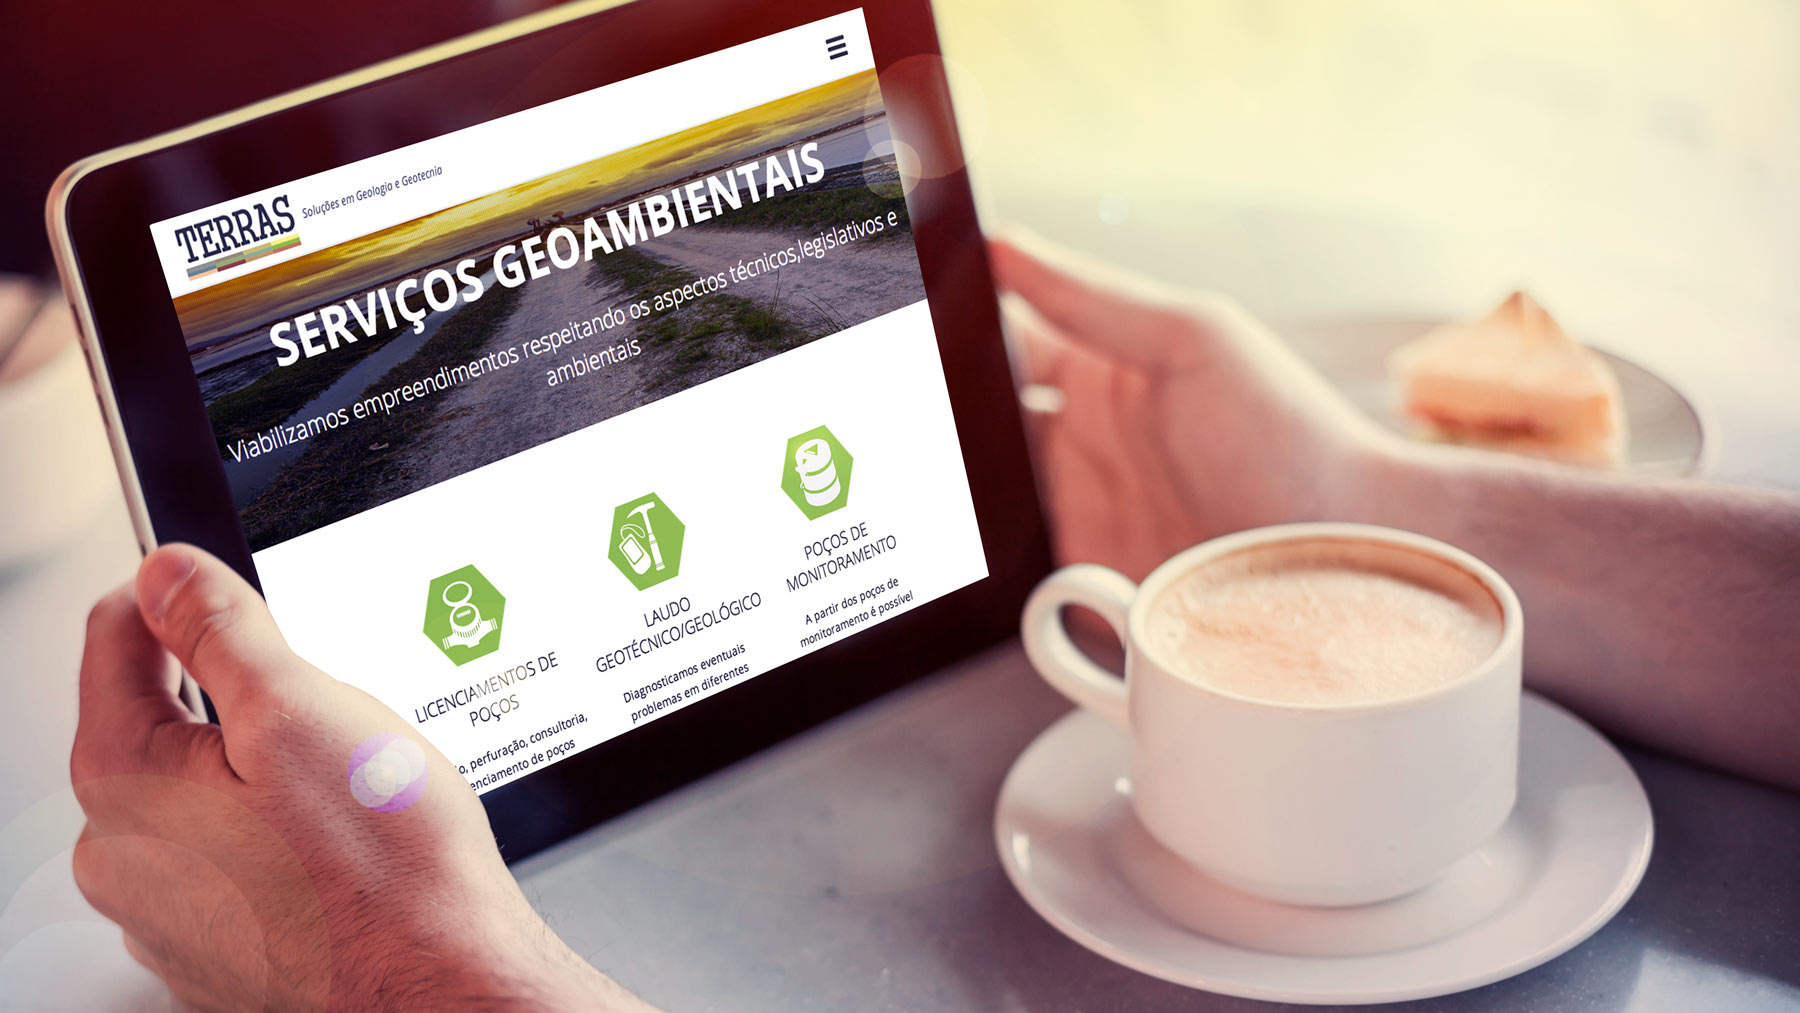 TERRAS
Soluções em Geologia e Geotecnia
SERVIÇOS GEOAMBIENTAIS
Viabilizamos empreendimentos respeitando os aspectos técnicos,legislativos e
ambientais
LICENCIAMENTOS DE
POÇOS
o, perfuração, consultoria,
enciamento de poços
LAUDO
GEOTÉCNICO/GEOLÓGICO
Diagnosticamos eventuais
problemas em diferentes
POÇOS DE
MONITORAMENTO
A partir dos poços de
monitoramento é possível